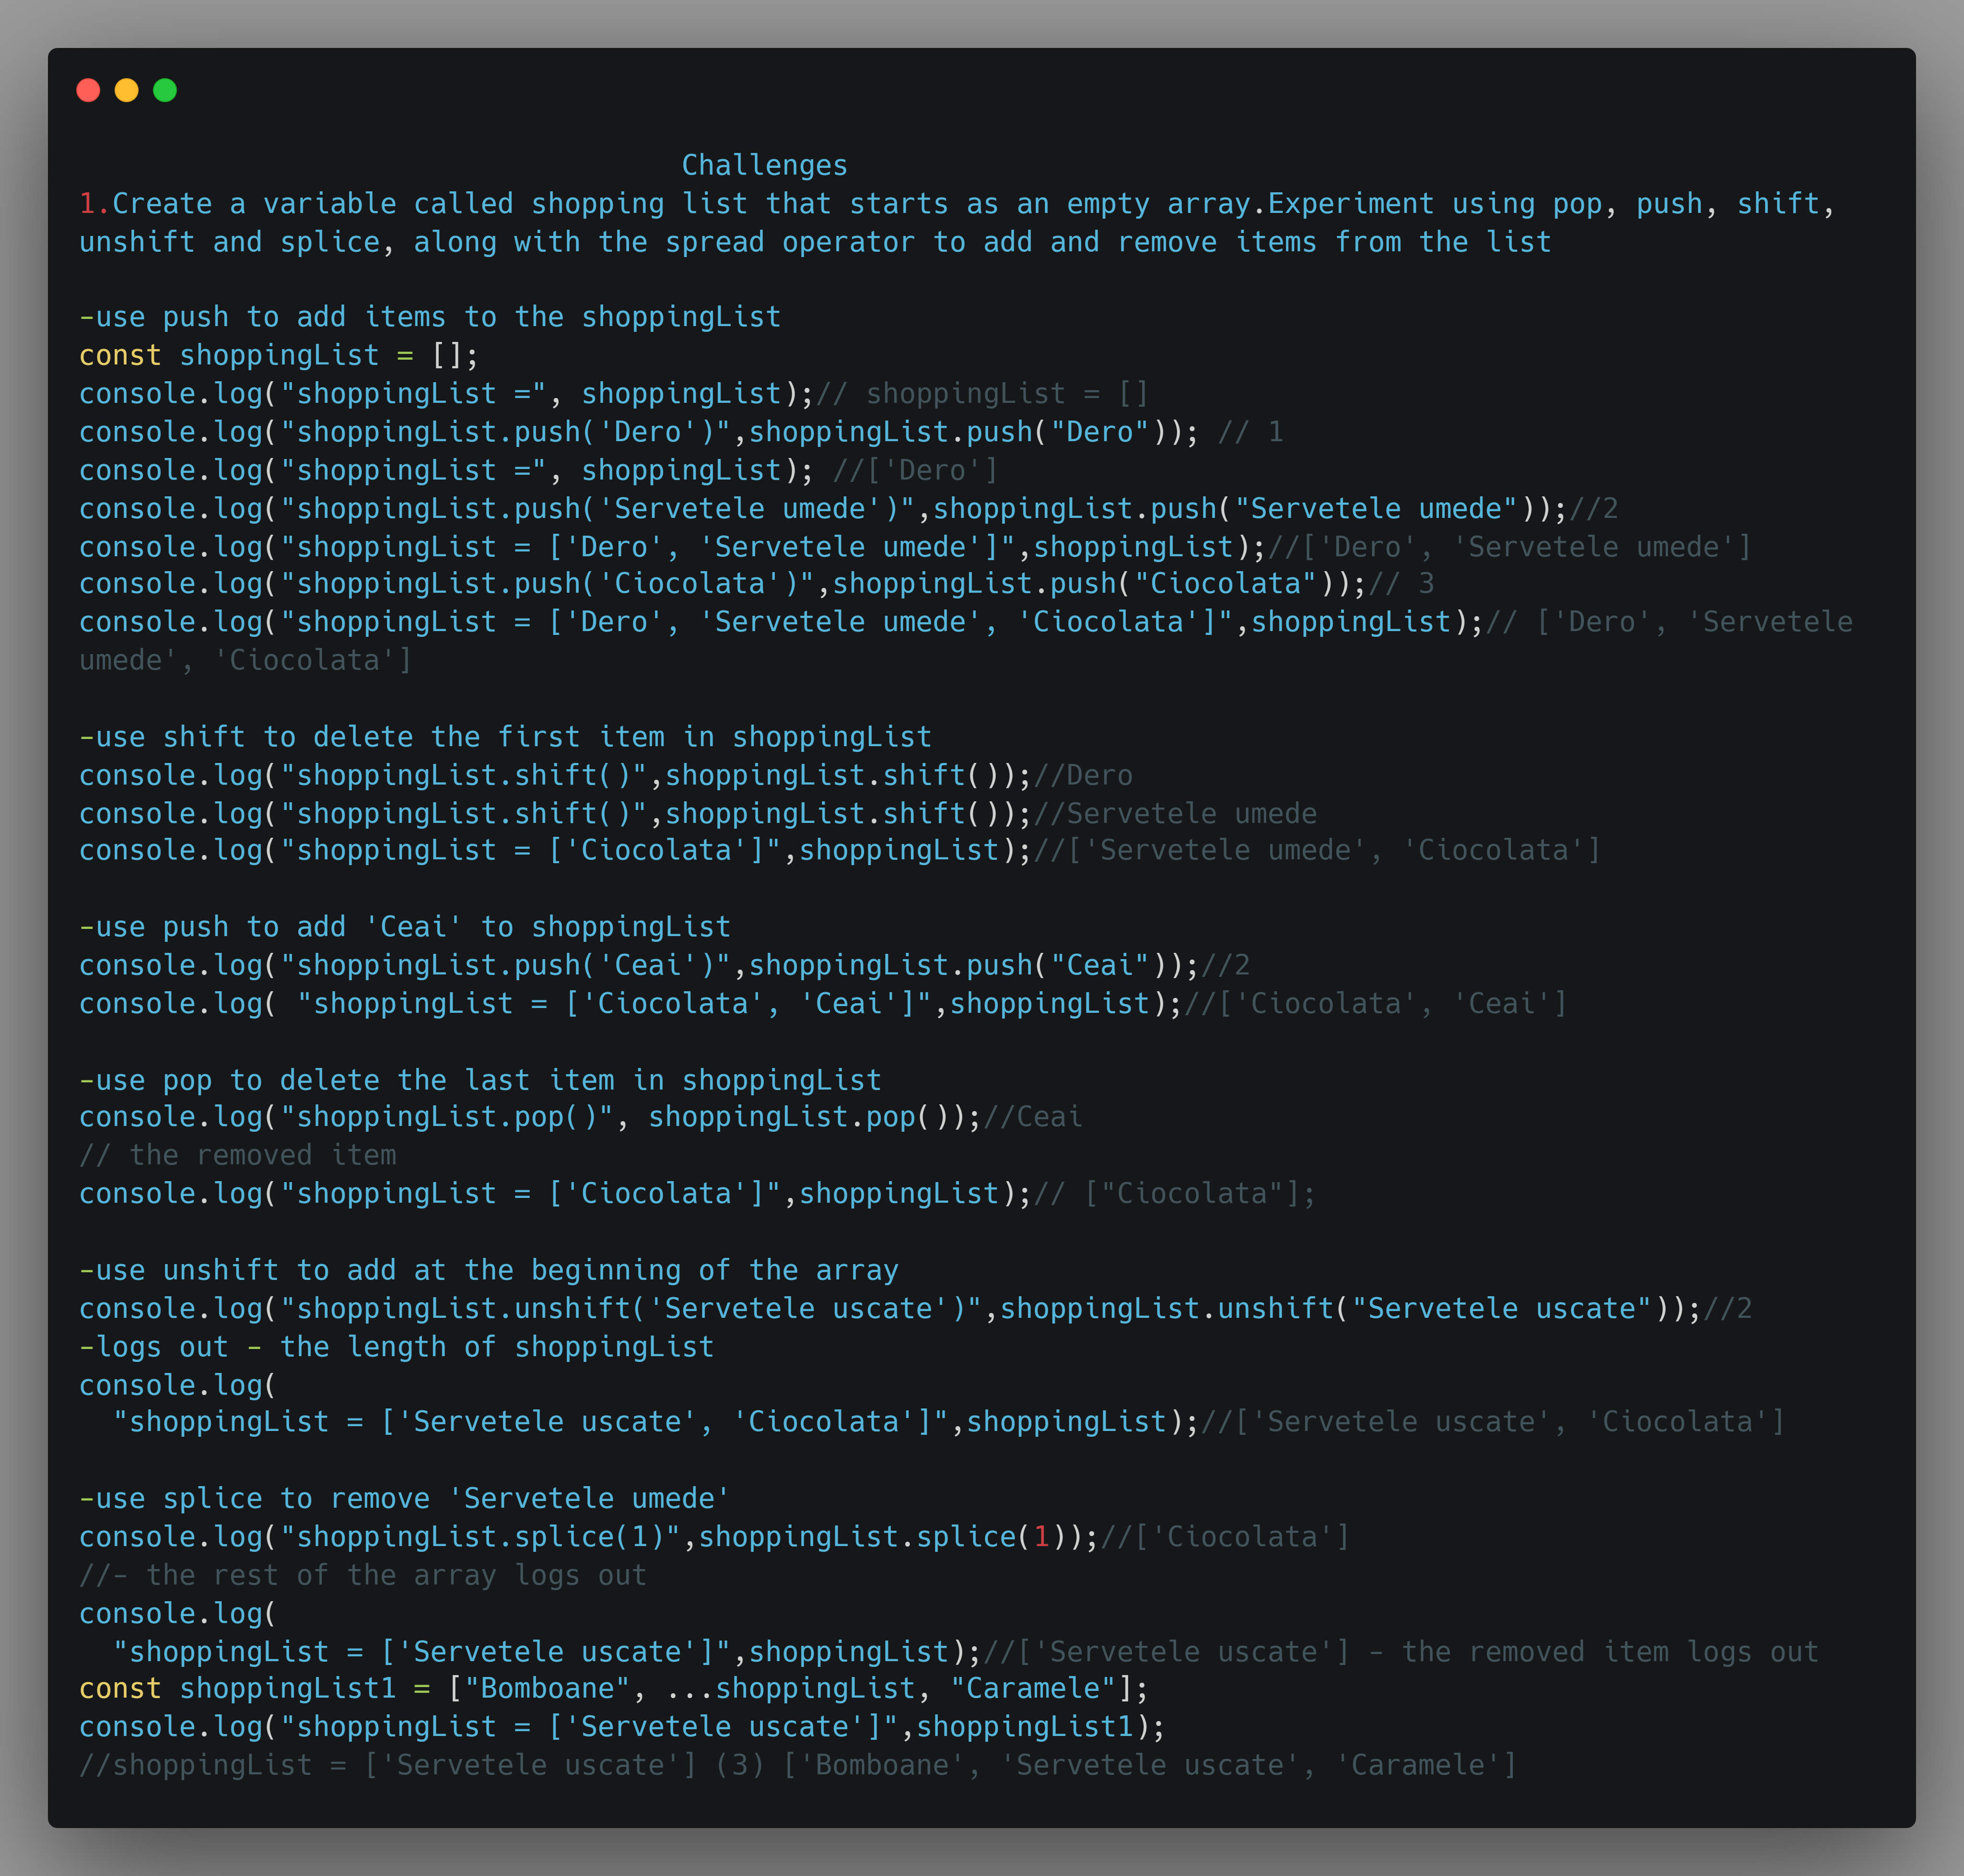 Challenges
1.Create a variable called shopping list that starts as an empty array.Experiment using pop, push, shift,
unshift and splice, along with the spread operator to add and remove items from the list
-use push to add items to the shoppingList
const shoppingList = [];
console.log("shoppingList =", shoppingList);// shoppingList = []
console.log("shoppingList.push('Dero')",shoppingList.push("Dero")); // 1
console.log("shoppingList =", shoppingList); //['Dero']
console.log("shoppingList.push('Servetele umede')",shoppingList.push("Servetele umede"));//2
console.log("shoppingList = ['Dero', 'Servetele umede']",shoppingList);//['Dero', 'Servetele umede']
console.log("shoppingList.push('Ciocolata')",shoppingList.push("Ciocolata"));// 3
console.log("shoppingList = ['Dero', 'Servetele umede', 'Ciocolata']",shoppingList);// ['Dero', 'Servetele
umede', 'Ciocolata']
-use shift to delete the first item in shoppingList
console.log("shoppingList.shift()",shoppingList.shift());//Dero
console.log("shoppingList.shift()",shoppingList.shift());//Servetele umede
console.log("shoppingList = ['Ciocolata']",shoppingList);//['Servetele umede', 'Ciocolata']
-use push to add 'Ceai' to shoppingList
console.log("shoppingList.push('Ceai')",shoppingList.push("Ceai"));//2
console.log( "shoppingList = ['Ciocolata', 'Ceai']",shoppingList);//['Ciocolata', 'Ceai']
-use pop to delete the last item in shoppingList
console.log("shoppingList.pop()", shoppingList.pop());//Ceai
// the removed item
console.log("shoppingList = ['Ciocolata']",shoppingList);// ["Ciocolata"];
-use unshift to add at the beginning of the array
console.log("shoppingList.unshift('Servetele uscate')",shoppingList.unshift("Servetele uscate"));//2
-logs out - the length of shoppingList
console.log(
"shoppingList = ['Servetele uscate', 'Ciocolata']",shoppingList);//['Servetele uscate', 'Ciocolata']
-use splice to remove 'Servetele umede'
console.log("shoppingList.splice(1)",shoppingList.splice(1));//['Ciocolata']
//- the rest of the array logs out
console.log(
"shoppingList = ['Servetele uscate']",shoppingList);//['Servetele uscate'] - the removed item logs out
const shoppingList1 = ["Bomboane", ...shoppingList, "Caramele"];
console.log("shoppingList = ['Servetele uscate']",shoppingList1);
//shoppingList = ['Servetele uscate'] (3) ['Bomboane', 'Servetele uscate', 'Caramele']